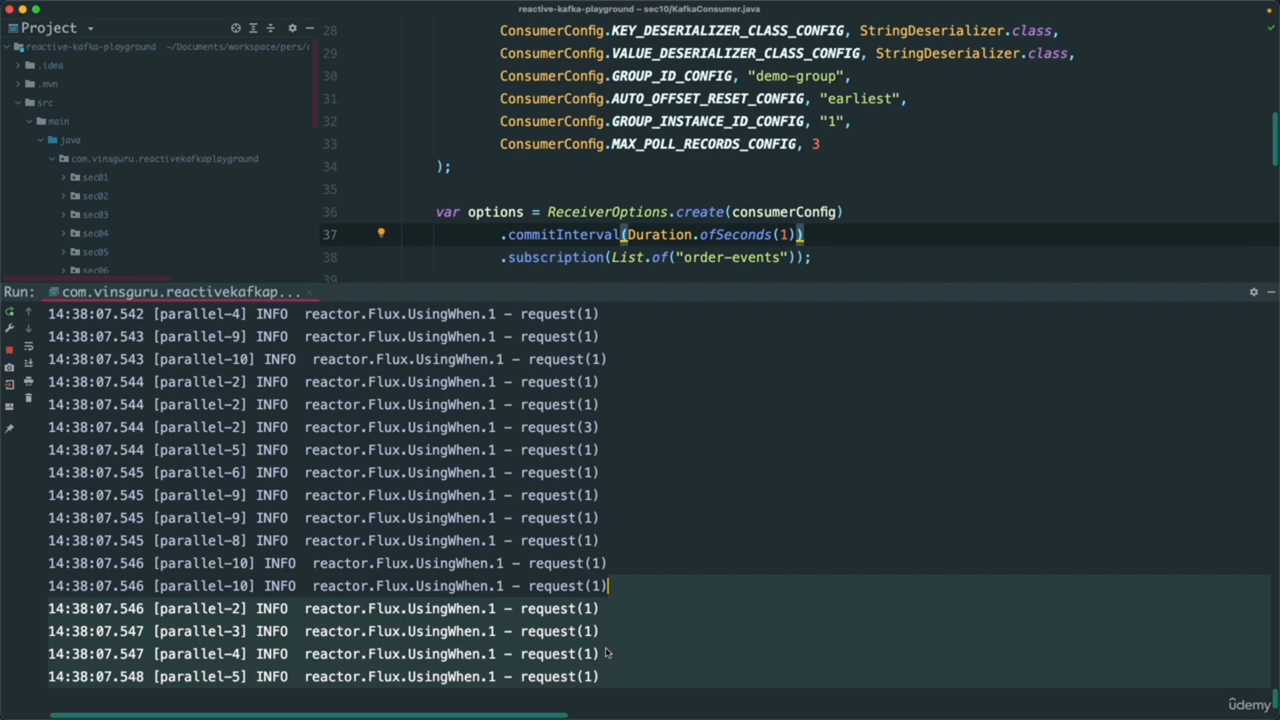 reactive-kafka-playground – sec10/KafkaConsumer.java
Project
reactive-kafka-playground ~/Documents/workspace/pers/
.idea
.mvn
src
main
java
com.vinsguru.reactivekafkaplayground
sec01
sec02
sec03
sec04
sec05
sec06
28 ConsumerConfig.KEY_DESERIALIZER_CLASS_CONFIG, StringDeserializer.class,
29 ConsumerConfig.VALUE_DESERIALIZER_CLASS_CONFIG, StringDeserializer.class,
30 ConsumerConfig.GROUP_ID_CONFIG, "demo-group",
31 ConsumerConfig.AUTO_OFFSET_RESET_CONFIG, "earliest",
32 ConsumerConfig.GROUP_INSTANCE_ID_CONFIG, "1",
33 ConsumerConfig.MAX_POLL_RECORDS_CONFIG, 3
34 );
35
36 var options = ReceiverOptions.create(consumerConfig)
37 .commitInterval(Duration.ofSeconds(1))
38 .subscription(List.of("order-events"));
39
Run: com.vinsguru.reactivekafkap...
14:38:07.542 [parallel-4] INFO reactor.Flux.UsingWhen.1 - request(1)
14:38:07.543 [parallel-9] INFO reactor.Flux.UsingWhen.1 - request(1)
14:38:07.543 [parallel-10] INFO reactor.Flux.UsingWhen.1 - request(1)
14:38:07.544 [parallel-2] INFO reactor.Flux.UsingWhen.1 - request(1)
14:38:07.544 [parallel-2] INFO reactor.Flux.UsingWhen.1 - request(1)
14:38:07.544 [parallel-2] INFO reactor.Flux.UsingWhen.1 - request(3)
14:38:07.544 [parallel-5] INFO reactor.Flux.UsingWhen.1 - request(1)
14:38:07.545 [parallel-6] INFO reactor.Flux.UsingWhen.1 - request(1)
14:38:07.545 [parallel-9] INFO reactor.Flux.UsingWhen.1 - request(1)
14:38:07.545 [parallel-9] INFO reactor.Flux.UsingWhen.1 - request(1)
14:38:07.545 [parallel-8] INFO reactor.Flux.UsingWhen.1 - request(1)
14:38:07.546 [parallel-10] INFO reactor.Flux.UsingWhen.1 - request(1)
14:38:07.546 [parallel-10] INFO reactor.Flux.UsingWhen.1 - request(1)
14:38:07.546 [parallel-2] INFO reactor.Flux.UsingWhen.1 - request(1)
14:38:07.547 [parallel-3] INFO reactor.Flux.UsingWhen.1 - request(1)
14:38:07.547 [parallel-4] INFO reactor.Flux.UsingWhen.1 - request(1)
14:38:07.548 [parallel-5] INFO reactor.Flux.UsingWhen.1 - request(1)
ûdemy